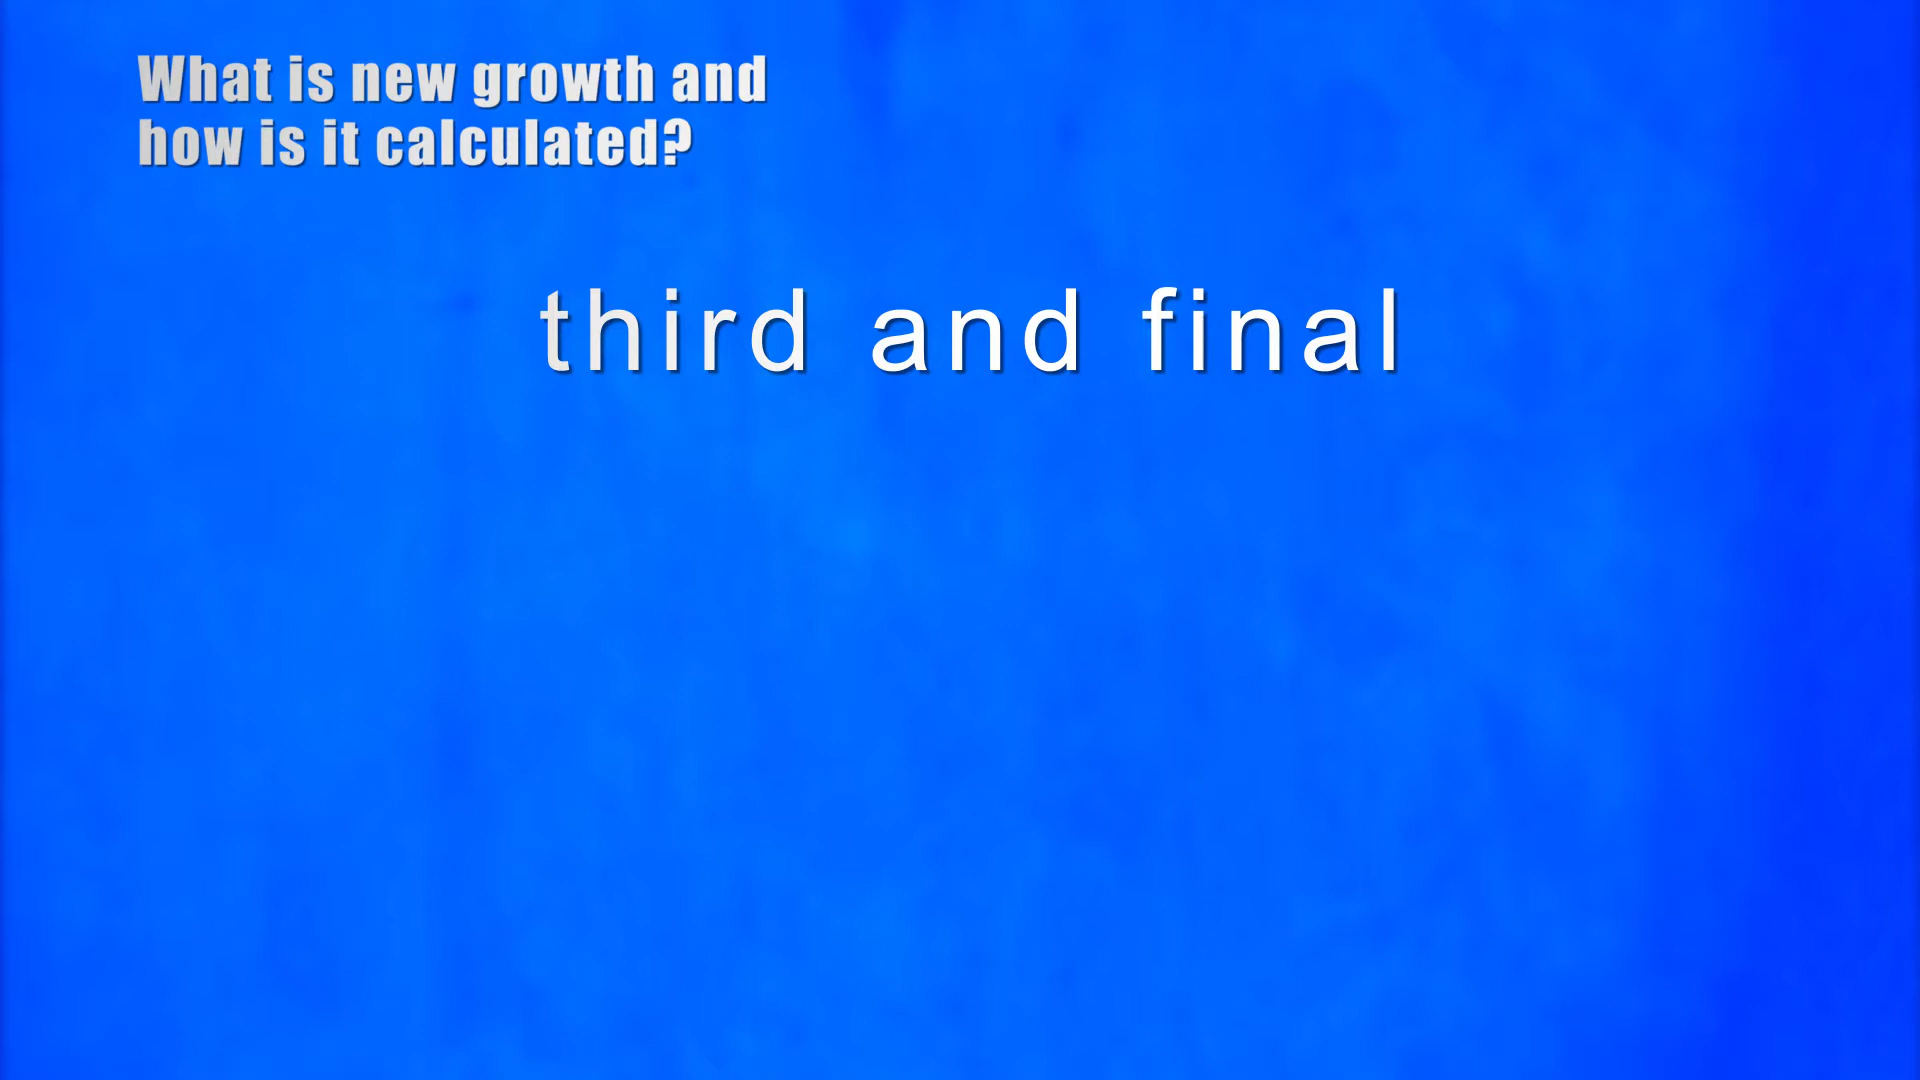 What is new growth and
how is it calculated?
third and final